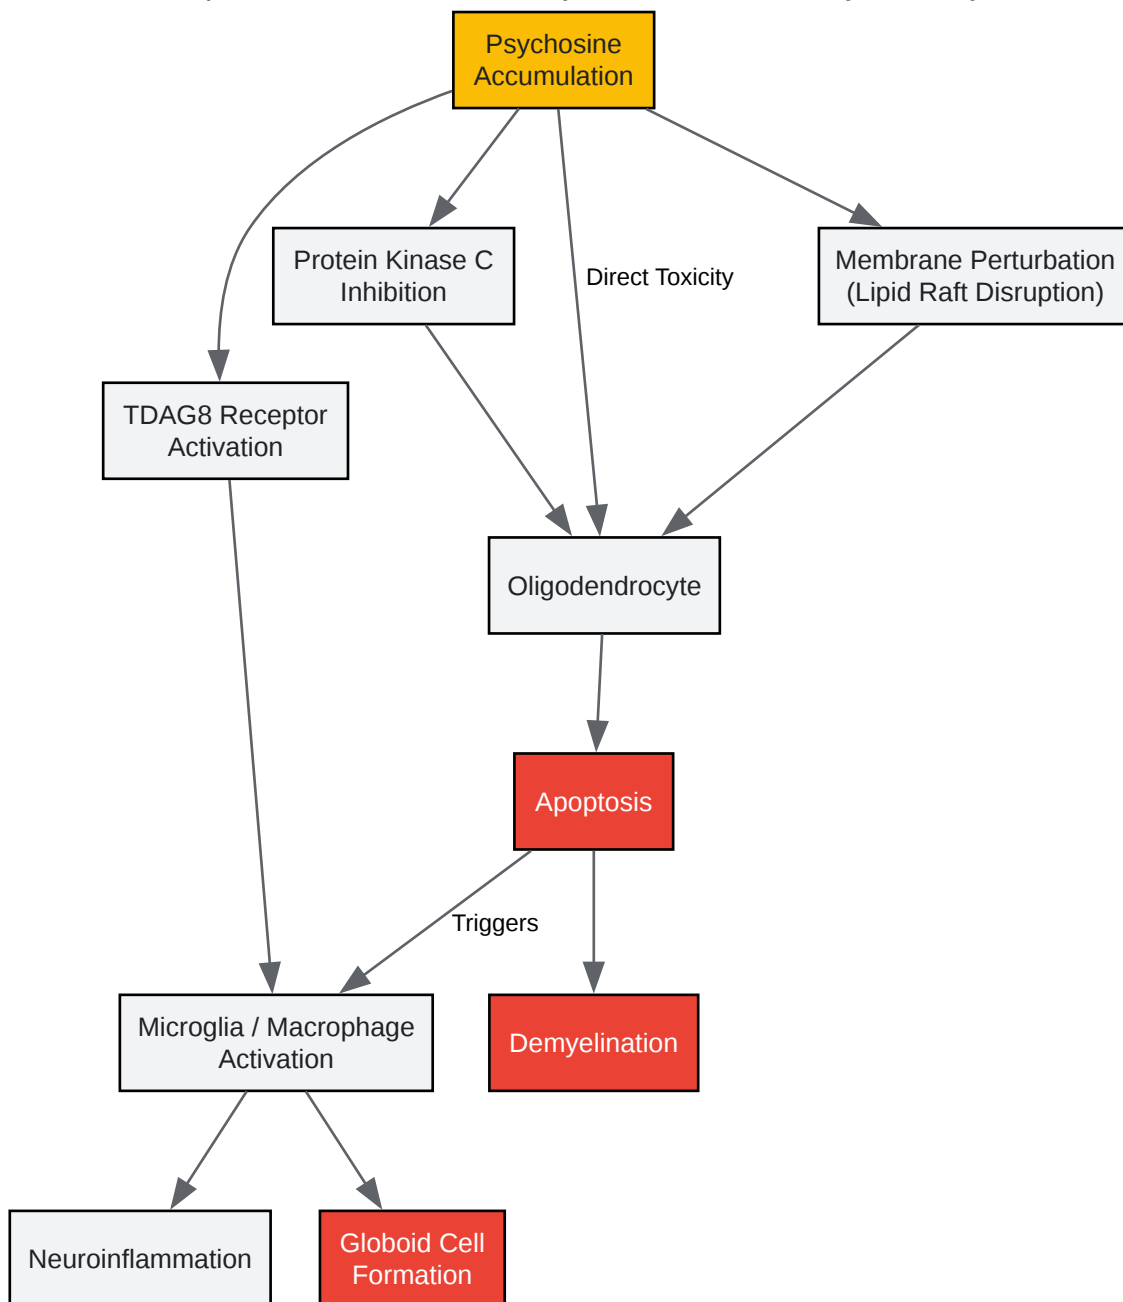 Psychosine
Accumulation
Protein Kinase C
Inhibition
Direct Toxicity
Membrane Perturbation
(Lipid Raft Disruption)
TDAG8 Receptor
Activation
Oligodendrocyte
Apoptosis
Triggers
Microglia / Macrophage
Activation
Demyelination
Neuroinflammation
Globoid Cell
Formation